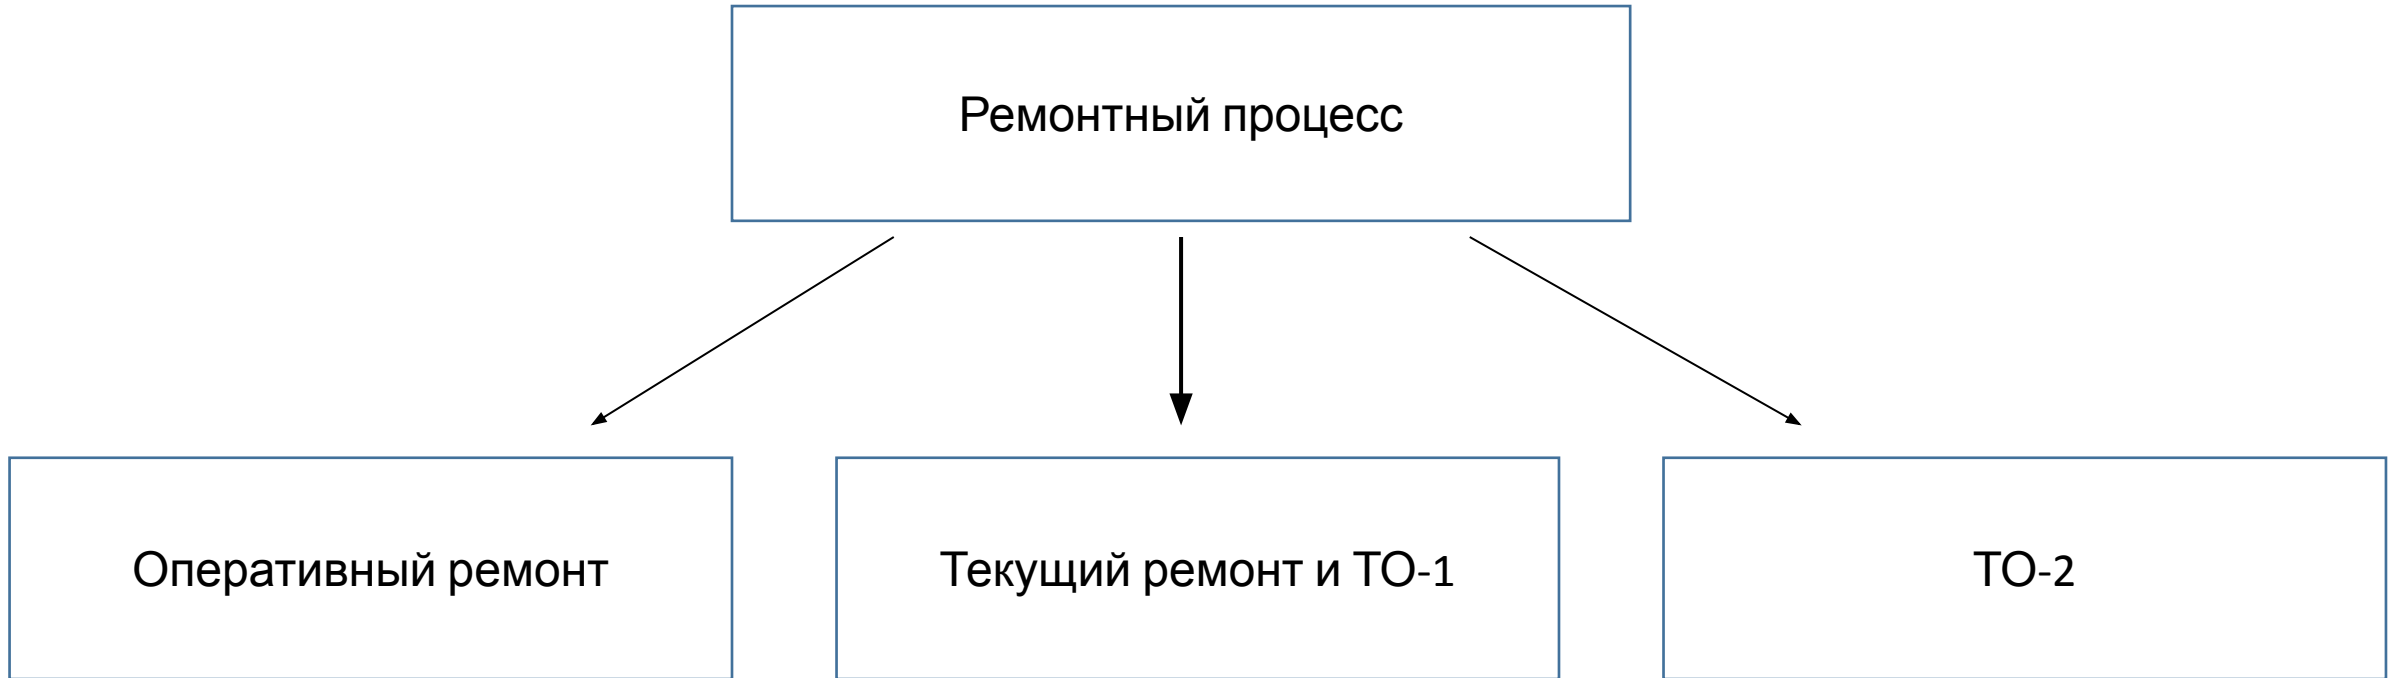 Ремонтный процесс
Оперативный ремонт
Текущий ремонт и ТО-1
ТО-2